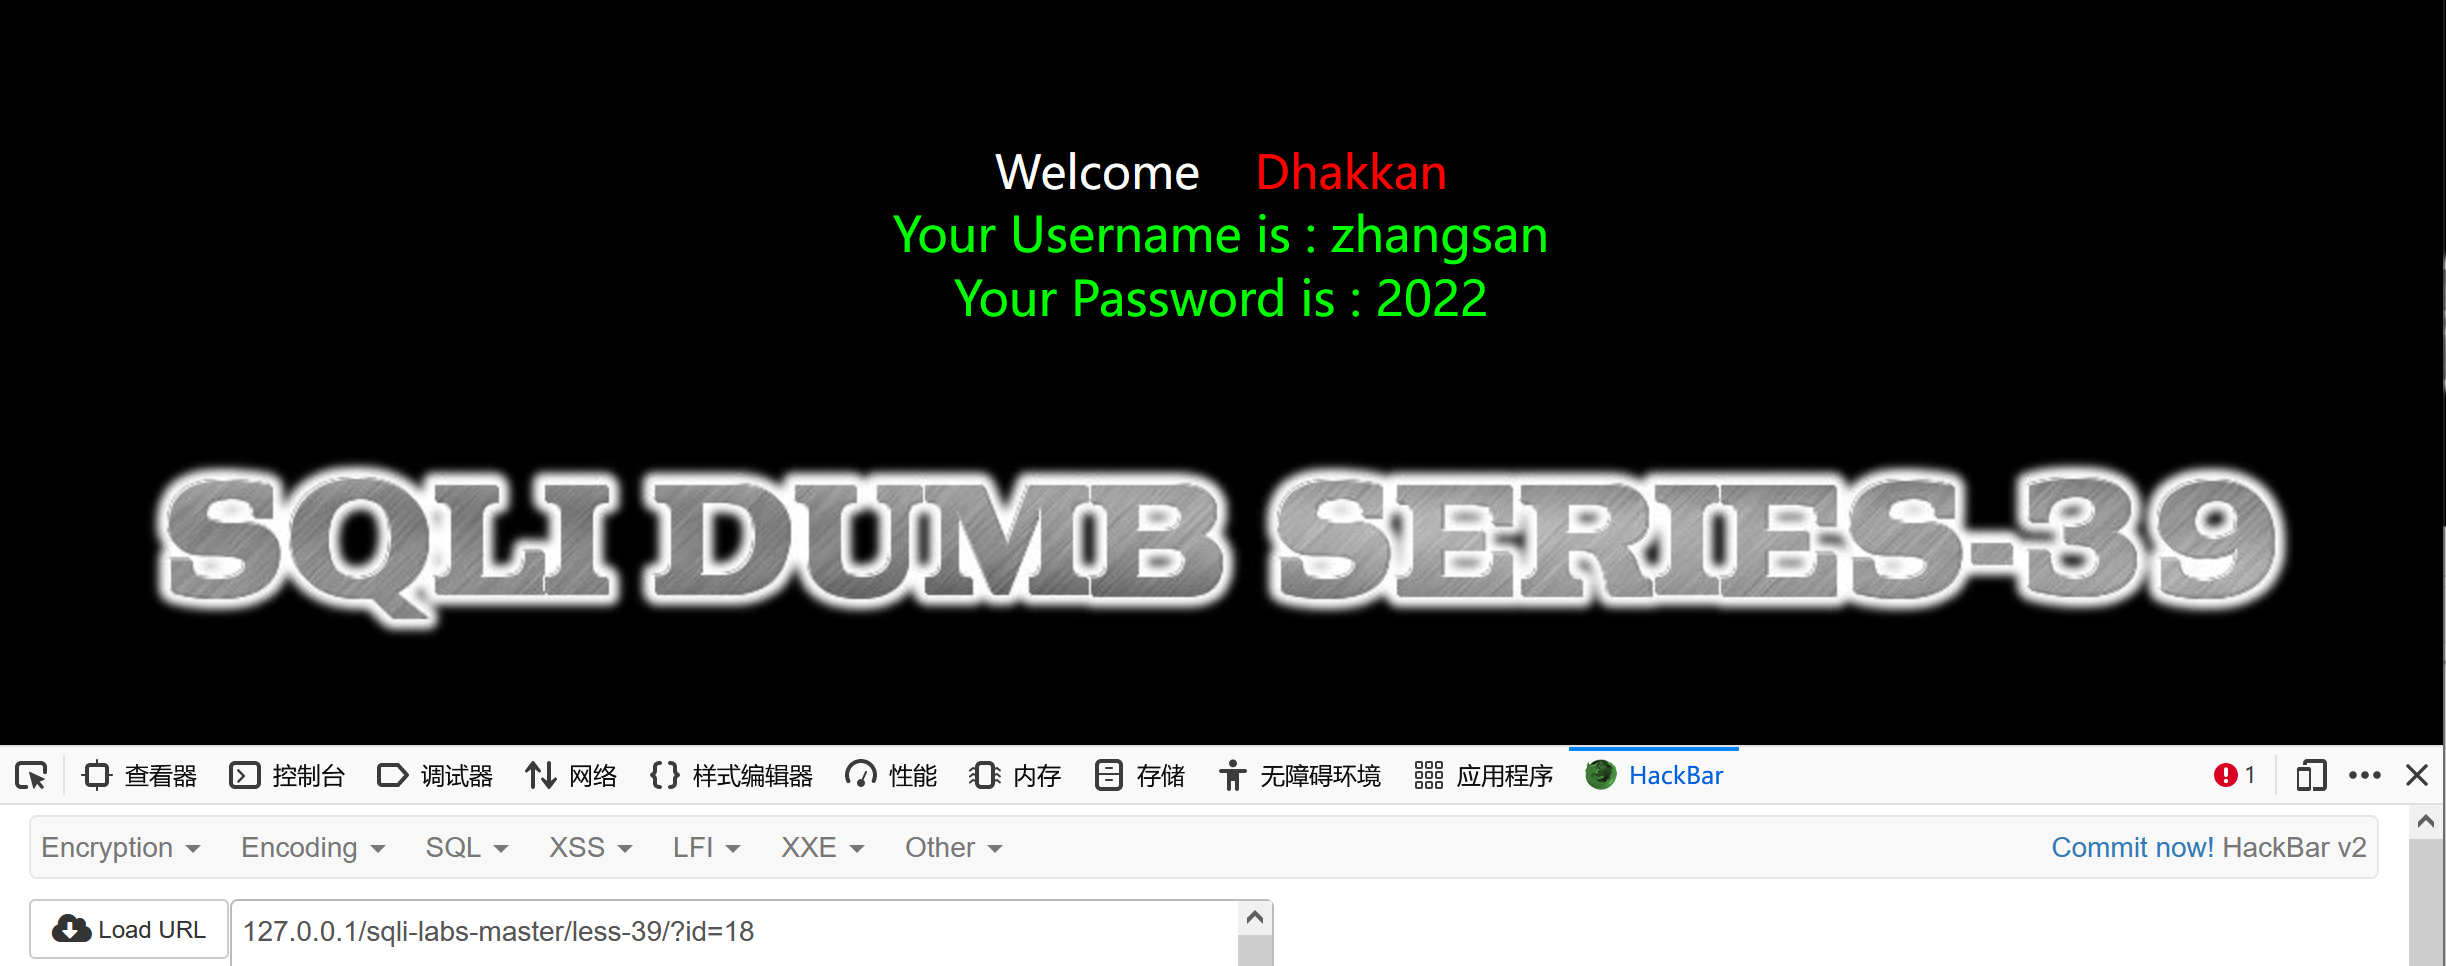 Welcome Dhakkan
Your Username is : zhangsan
Your Password is : 2022
SQLI DUMB SERIES-39
查看器 控制台 调试器 网络 样式编辑器 性能 内存 存储 无障碍环境 应用程序 HackBar 1
Encryption Encoding SQL XSS LFI XXE Other Commit now! HackBar v2
Load URL 127.0.0.1/sqli-labs-master/less-39/?id=18